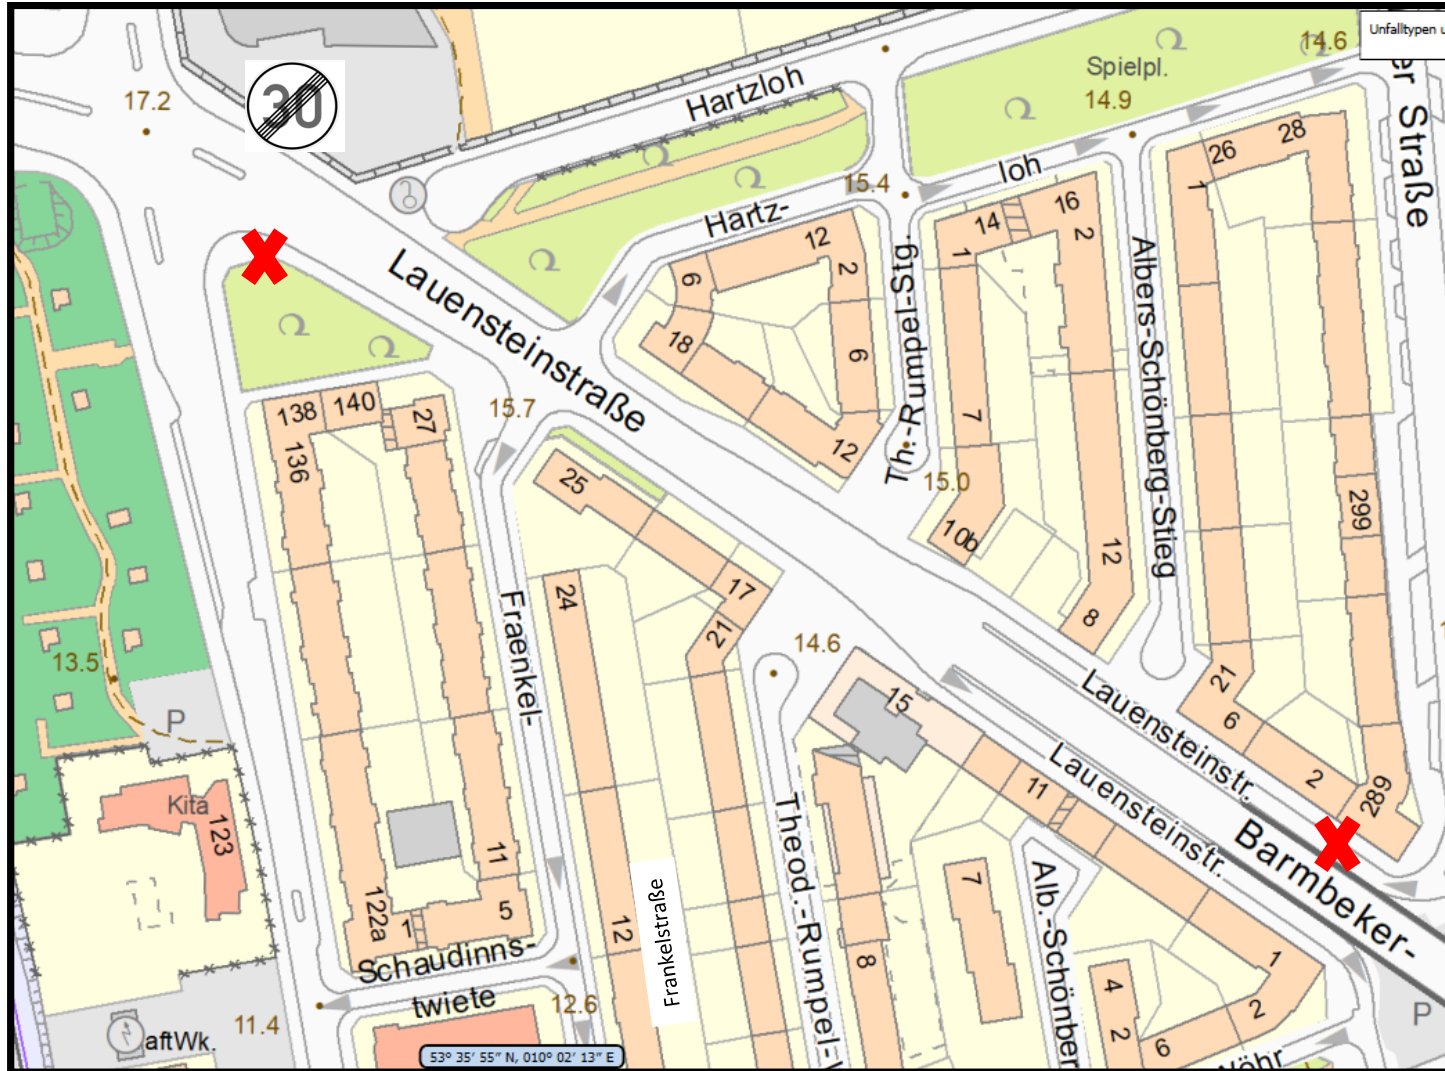 Unfalltypen u
14.6
er Straße
Spielpl.
14.9
17.2
30
Hartzloh
loh
15.4
Hartz-
26
28
1
14
16
1
2
12
2
6
6
18
12
Th.-Rumpel-Stg.
7
15.0
10b
12
8
Albers-Schönberg-Stieg
299
21
6
2
289
Lauensteinstraße
15.7
138
140
27
136
25
17
21
24
Fraenkel-
14.6
13.5
P
Kita
123
122a
1
5
11
Schaudinns-
twiete
12.6
11.4
aftWk.
12
Frankelstraße
Theod.-Rumpel-
8
15
11
7
Lauensteinstr.
Lauensteinstr.
Barmbeker-
Alb.-Schönber
4
2
6
2
1
P
wöhr
53° 35′ 55″ N, 010° 02′ 13″ E